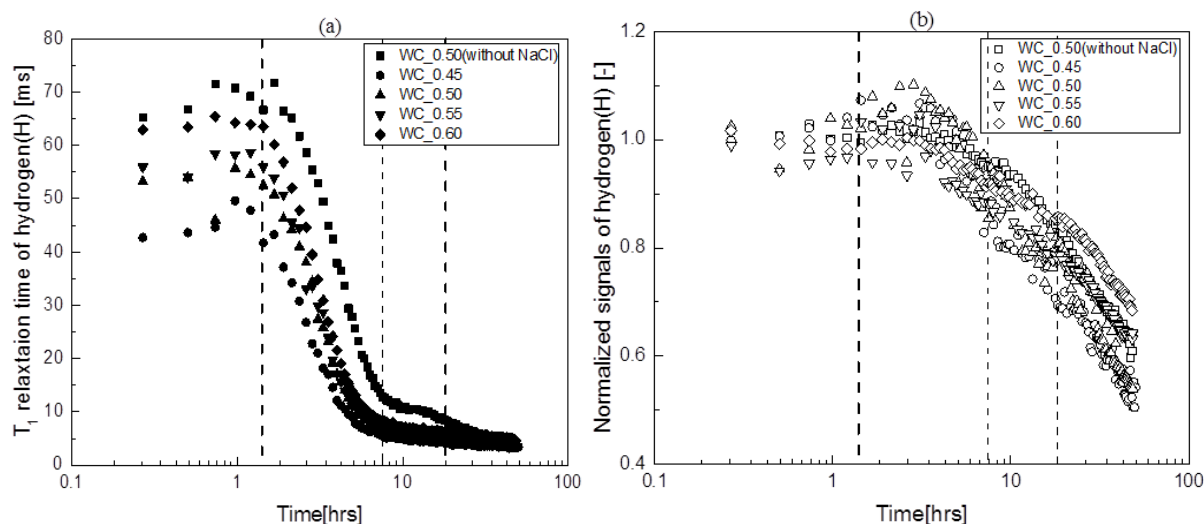 (a)
80
70
60
50
40
30
20
10
0
T1 relaxtaion time of hydrogen(H) [ms]
WC_0.50(without NaCl)
WC_0.45
WC_0.50
WC_0.55
WC_0.60
0.1
1
10
100
Time[hrs]
(b)
1.2
1.0
0.8
0.6
0.4
Normalized signals of hydrogen(H) [-]
WC_0.50(without NaCl)
WC_0.45
WC_0.50
WC_0.55
WC_0.60
0.1
1
10
100
Time[hrs]